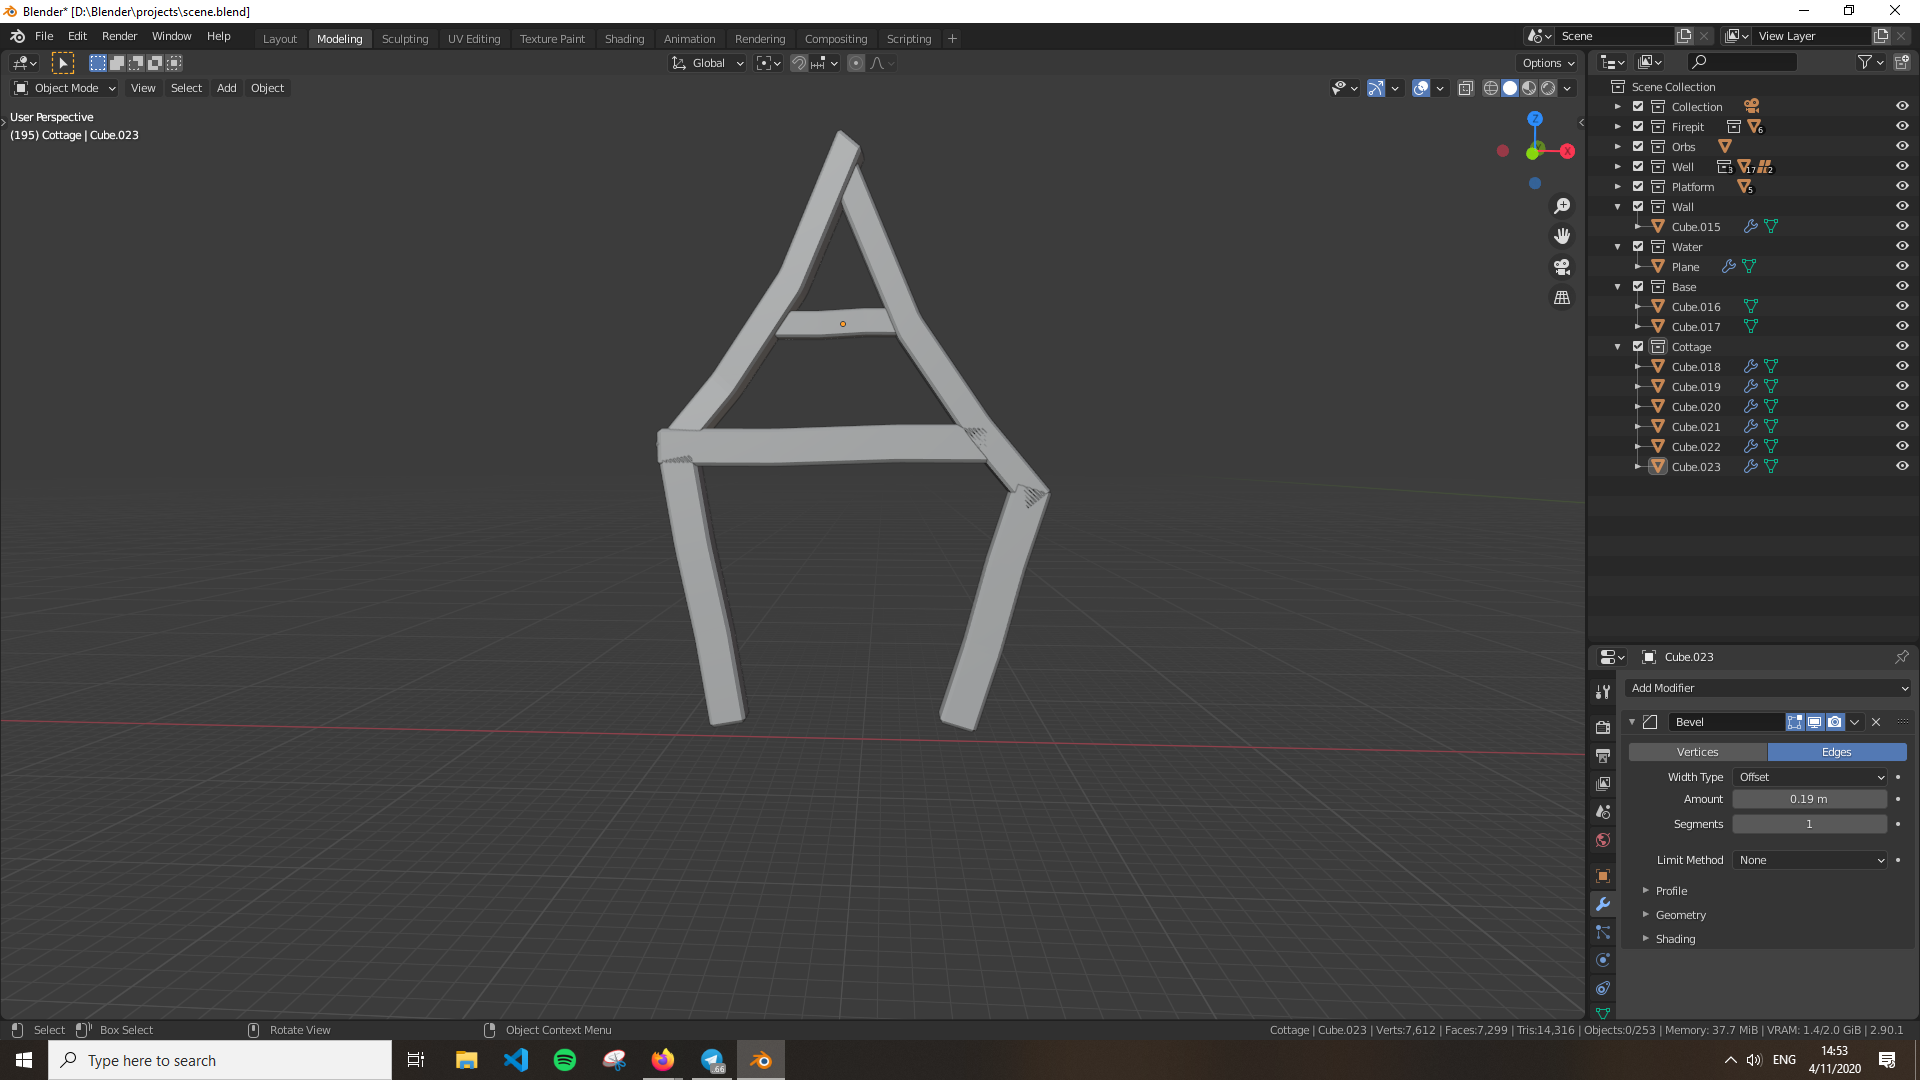 Blender* [D:\Blender\projects\scene.blend]
File Edit Render Window Help
Layout Modeling Sculpting UV Editing Texture Paint Shading Animation Rendering Compositing Scripting +
Scene
View Layer
Global
Options
Object Mode View Select Add Object
User Perspective
(195) Cottage | Cube.023
Z
X
Scene Collection
Collection
Firepit 6
Orbs
Well 3 17 2
Platform 5
Wall
Cube.015
Water
Plane
Base
Cube.016
Cube.017
Cottage
Cube.018
Cube.019
Cube.020
Cube.021
Cube.022
Cube.023
Cube.023
Add Modifier
Bevel
Vertices Edges
Width Type Offset
Amount 0.19 m
Segments 1
Limit Method None
Profile
Geometry
Shading
Select Box Select Rotate View Object Context Menu
Cottage | Cube.023 | Verts:7,612 | Faces:7,299 | Tris:14,316 | Objects:0/253 | Memory: 37.7 MiB | VRAM: 1.4/2.0 GiB | 2.90.1
Type here to search
.66
ENG
14:53
4/11/2020